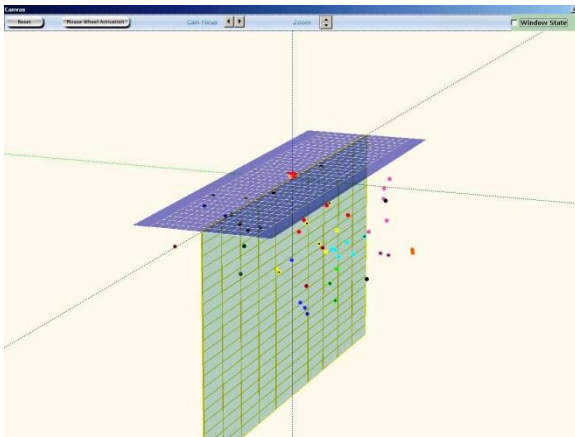 Canvas
Reset
Mouse Wheel Activation
Cam Focus
Zoom
Window State